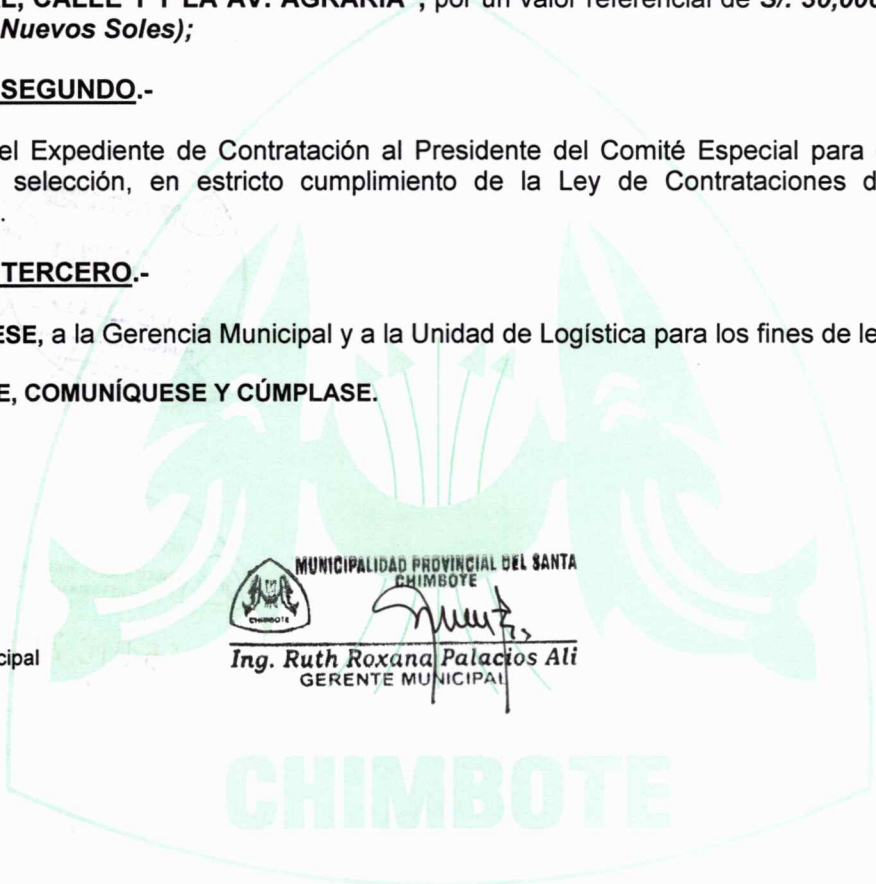 CALLE 1 Y LA AV. AGRARIA", por un valor referencial de S/. 30,000
Nuevos Soles);
SEGUNDO.-
el Expediente de Contratación al Presidente del Comité Especial para
selección, en estricto cumplimiento de la Ley de Contrataciones
.
TERCERO.-
ESE, a la Gerencia Municipal y a la Unidad de Logística para los fines de
E, COMUNÍQUESE Y CÚMPLASE.
MUNICIPALIDAD PROVINCIAL DEL SANTA
CHIMBOTE
CHIMBOTE
cipal
Ing. Ruth Roxana Palacios Ali
GERENTE MUNICIPAL
CHIMBOTE